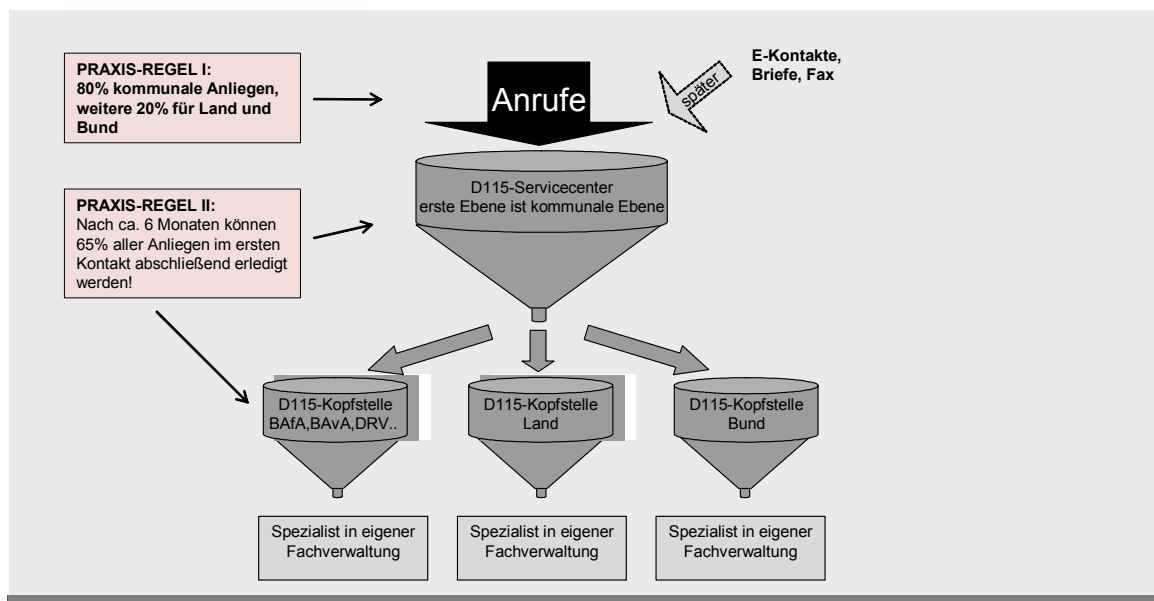 PRAXIS-REGEL I:
80% kommunale Anliegen,
weitere 20% für Land und
Bund
Anrufe
später
E-Kontakte,
Briefe, Fax
D115-Servicecenter
erste Ebene ist kommunale Ebene
PRAXIS-REGEL II:
Nach ca. 6 Monaten können
65% aller Anliegen im ersten
Kontakt abschließend erledigt
werden!
D115-Kopfstelle
BAfA,BAvA,DRV..
D115-Kopfstelle
Land
D115-Kopfstelle
Bund
Spezialist in eigener
Fachverwaltung
Spezialist in eigener
Fachverwaltung
Spezialist in eigener
Fachverwaltung